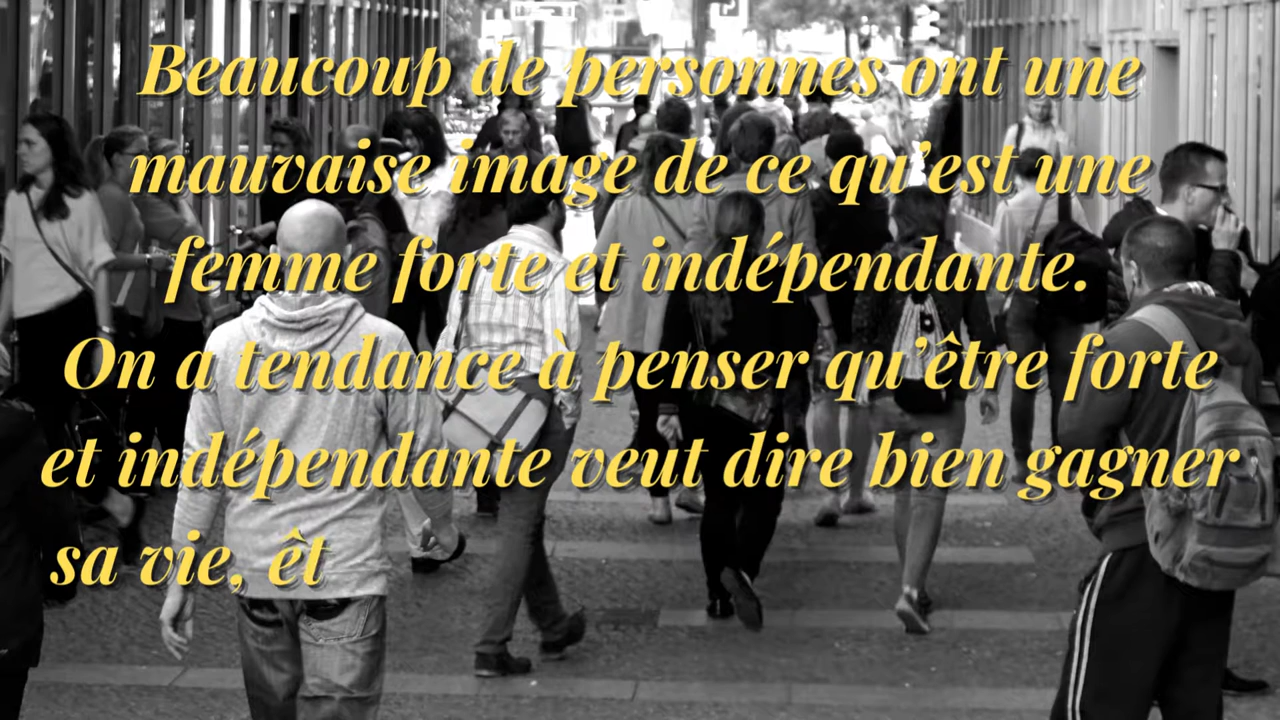 Beaucoup de personnes ont une
mauvaise image de ce qu’est une
femme forte et indépendante.
On a tendance à penser qu’être forte
et indépendante veut dire bien gagner
sa vie, êt